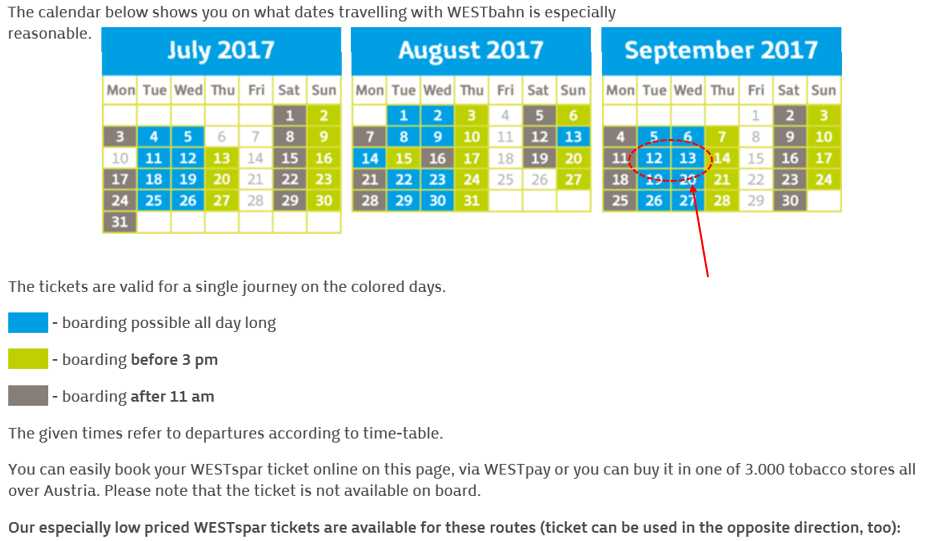 The calendar below shows you on what dates travelling with WESTbahn is especially
reasonable.
July 2017
Mon Tue Wed Thu Fri Sat Sun
1 2
3 4 5 6 7 8 9
10 11 12 13 14 15 16
17 18 19 20 21 22 23
24 25 26 27 28 29 30
31
August 2017
Mon Tue Wed Thu Fri Sat Sun
1 2 3 4 5 6
7 8 9 10 11 12 13
14 15 16 17 18 19 20
21 22 23 24 25 26 27
28 29 30 31
September 2017
Mon Tue Wed Thu Fri Sat Sun
1 2 3
4 5 6 7 8 9 10
11 12 13 14 15 16 17
18 19 20 21 22 23 24
25 26 27 28 29 30
The tickets are valid for a single journey on the colored days.
- boarding possible all day long
- boarding before 3 pm
- boarding after 11 am
The given times refer to departures according to time-table.
You can easily book your WESTspar ticket online on this page, via WESTpay or you can buy it in one of 3.000 tobacco stores all
over Austria. Please note that the ticket is not available on board.
Our especially low priced WESTspar tickets are available for these routes (ticket can be used in the opposite direction, too):